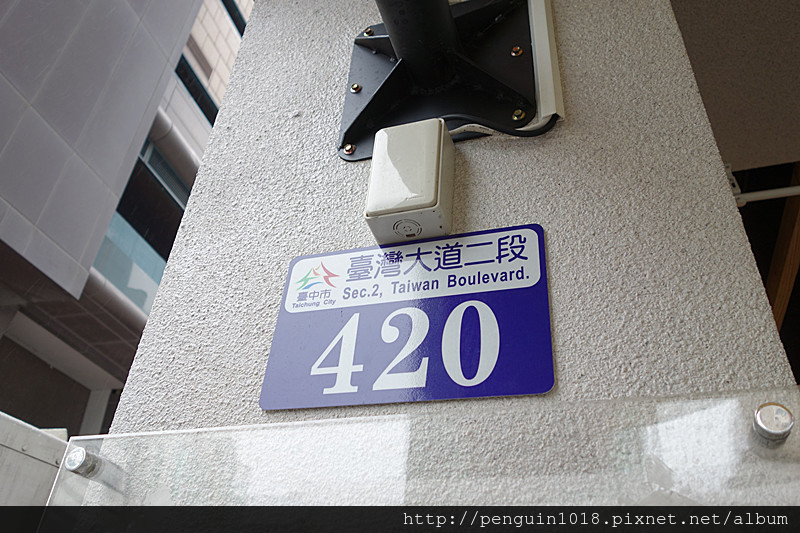 臺灣大道二段
臺中市
Taichung City
Sec.2, Taiwan Boulevard.
420
http://penguin1018.pixnet.net/album